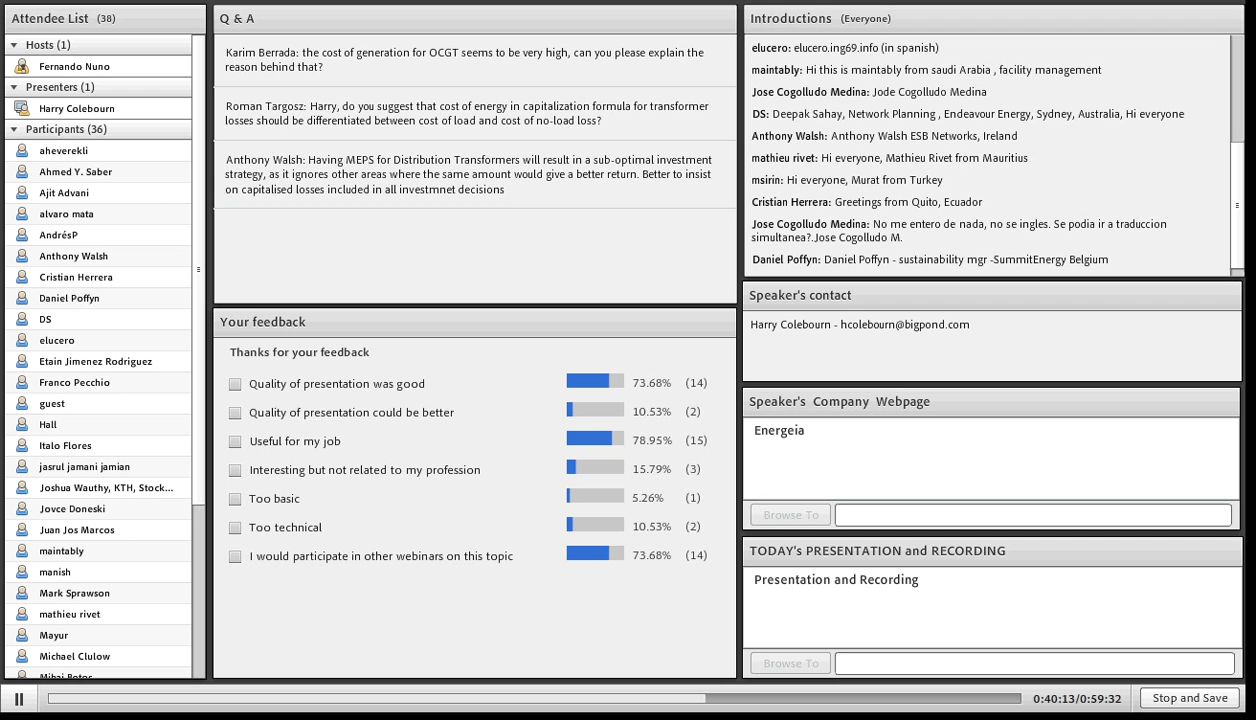 Attendee List (38)
Hosts (1)
Fernando Nuno
Presenters (1)
Harry Colebourn
Participants (36)
aheverekli
Ahmed Y. Saber
Ajit Advani
alvaro mata
AndrésP
Anthony Walsh
Cristian Herrera
Daniel Poffyn
DS
elucero
Etain Jimenez Rodriguez
Franco Pecchio
guest
Hall
Italo Flores
jasrul jamani jamian
Joshua Wauthy, KTH, Stock...
Jovce Doneski
Juan Jos Marcos
maintably
manish
Mark Sprawson
mathieu rivet
Mayur
Michael Clulow
Q & A
Karim Berrada: the cost of generation for OCGT seems to be very high, can you please explain the
reason behind that?
Roman Targosz: Harry, do you suggest that cost of energy in capitalization formula for transformer
losses should be differentiated between cost of load and cost of no-load loss?
Anthony Walsh: Having MEPS for Distribution Transformers will result in a sub-optimal investment
strategy, as it ignores other areas where the same amount would give a better return. Better to insist
on capitalised losses included in all investmnet decisions
Your feedback
Thanks for your feedback
Quality of presentation was good 73.68% (14)
Quality of presentation could be better 10.53% (2)
Useful for my job 78.95% (15)
Interesting but not related to my profession 15.79% (3)
Too basic 5.26% (1)
Too technical 10.53% (2)
I would participate in other webinars on this topic 73.68% (14)
Introductions (Everyone)
elucero: elucero.ing69.info (in spanish)
maintably: Hi this is maintably from saudi Arabia , facility management
Jose Cogolludo Medina: Jode Cogolludo Medina
DS: Deepak Sahay, Network Planning , Endeavour Energy, Sydney, Australia, Hi everyone
Anthony Walsh: Anthony Walsh ESB Networks, Ireland
mathieu rivet: Hi everyone, Mathieu Rivet from Mauritius
msirin: Hi everyone, Murat from Turkey
Cristian Herrera: Greetings from Quito, Ecuador
Jose Cogolludo Medina: No me entero de nada, no se ingles. Se podia ir a traduccion
simultanea?.Jose Cogolludo M.
Daniel Poffyn: Daniel Poffyn - sustainability mgr -SummitEnergy Belgium
Speaker's contact
Harry Colebourn - hcolebourn@bigpond.com
Speaker's Company Webpage
Energeia
Browse To
TODAY's PRESENTATION and RECORDING
Presentation and Recording
Browse To
0:40:13/0:59:32
Stop and Save